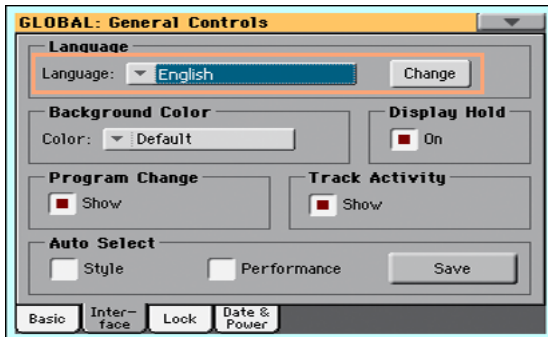 GLOBAL: General Controls
Language
Language: English Change
Background Color Display Hold
Color: Default On
Program Change Track Activity
Show Show
Auto Select
Style Performance Save
Basic Inter-face Lock Date & Power